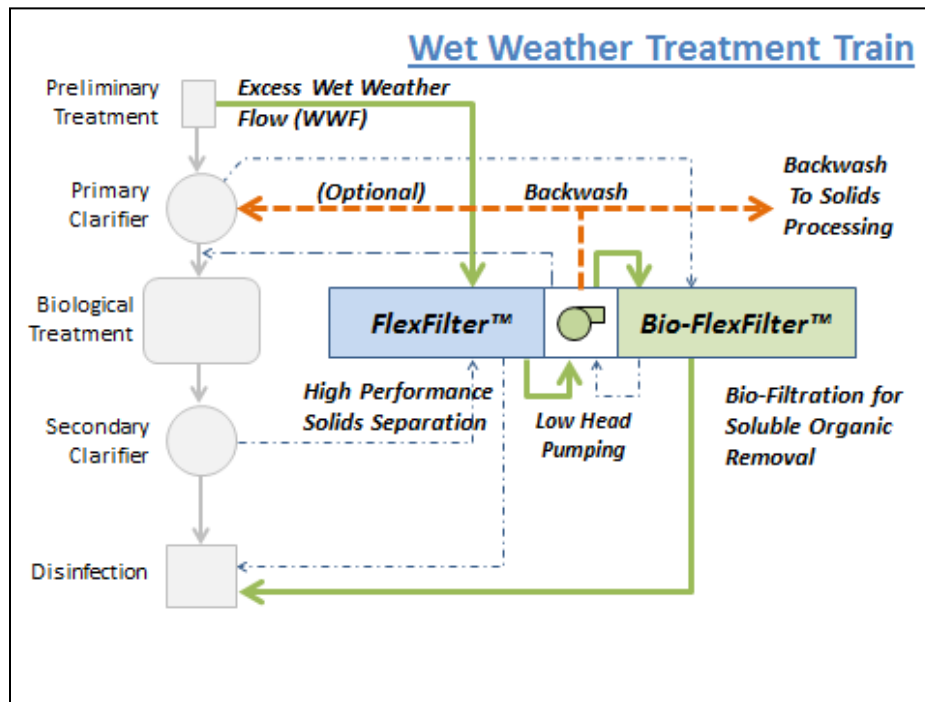 Wet Weather Treatment Train
Preliminary
Treatment
Excess Wet Weather
Flow (WWF)
Primary
Clarifier
(Optional)
Backwash
Backwash
To Solids
Processing
Biological
Treatment
FlexFilter™
Bio-FlexFilter™
High Performance
Solids Separation
Low Head
Pumping
Bio-Filtration for
Soluble Organic
Removal
Secondary
Clarifier
Disinfection